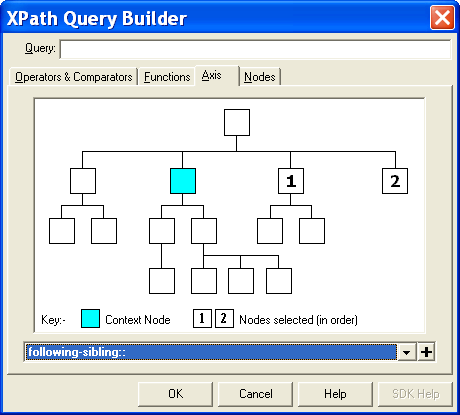 XPath Query Builder
Query:
Operators & Comparators Functions Axis Nodes
1 2
Key:- Context Node 1 2 Nodes selected (in order)
following-sibling::
OK Cancel Help SDK Help